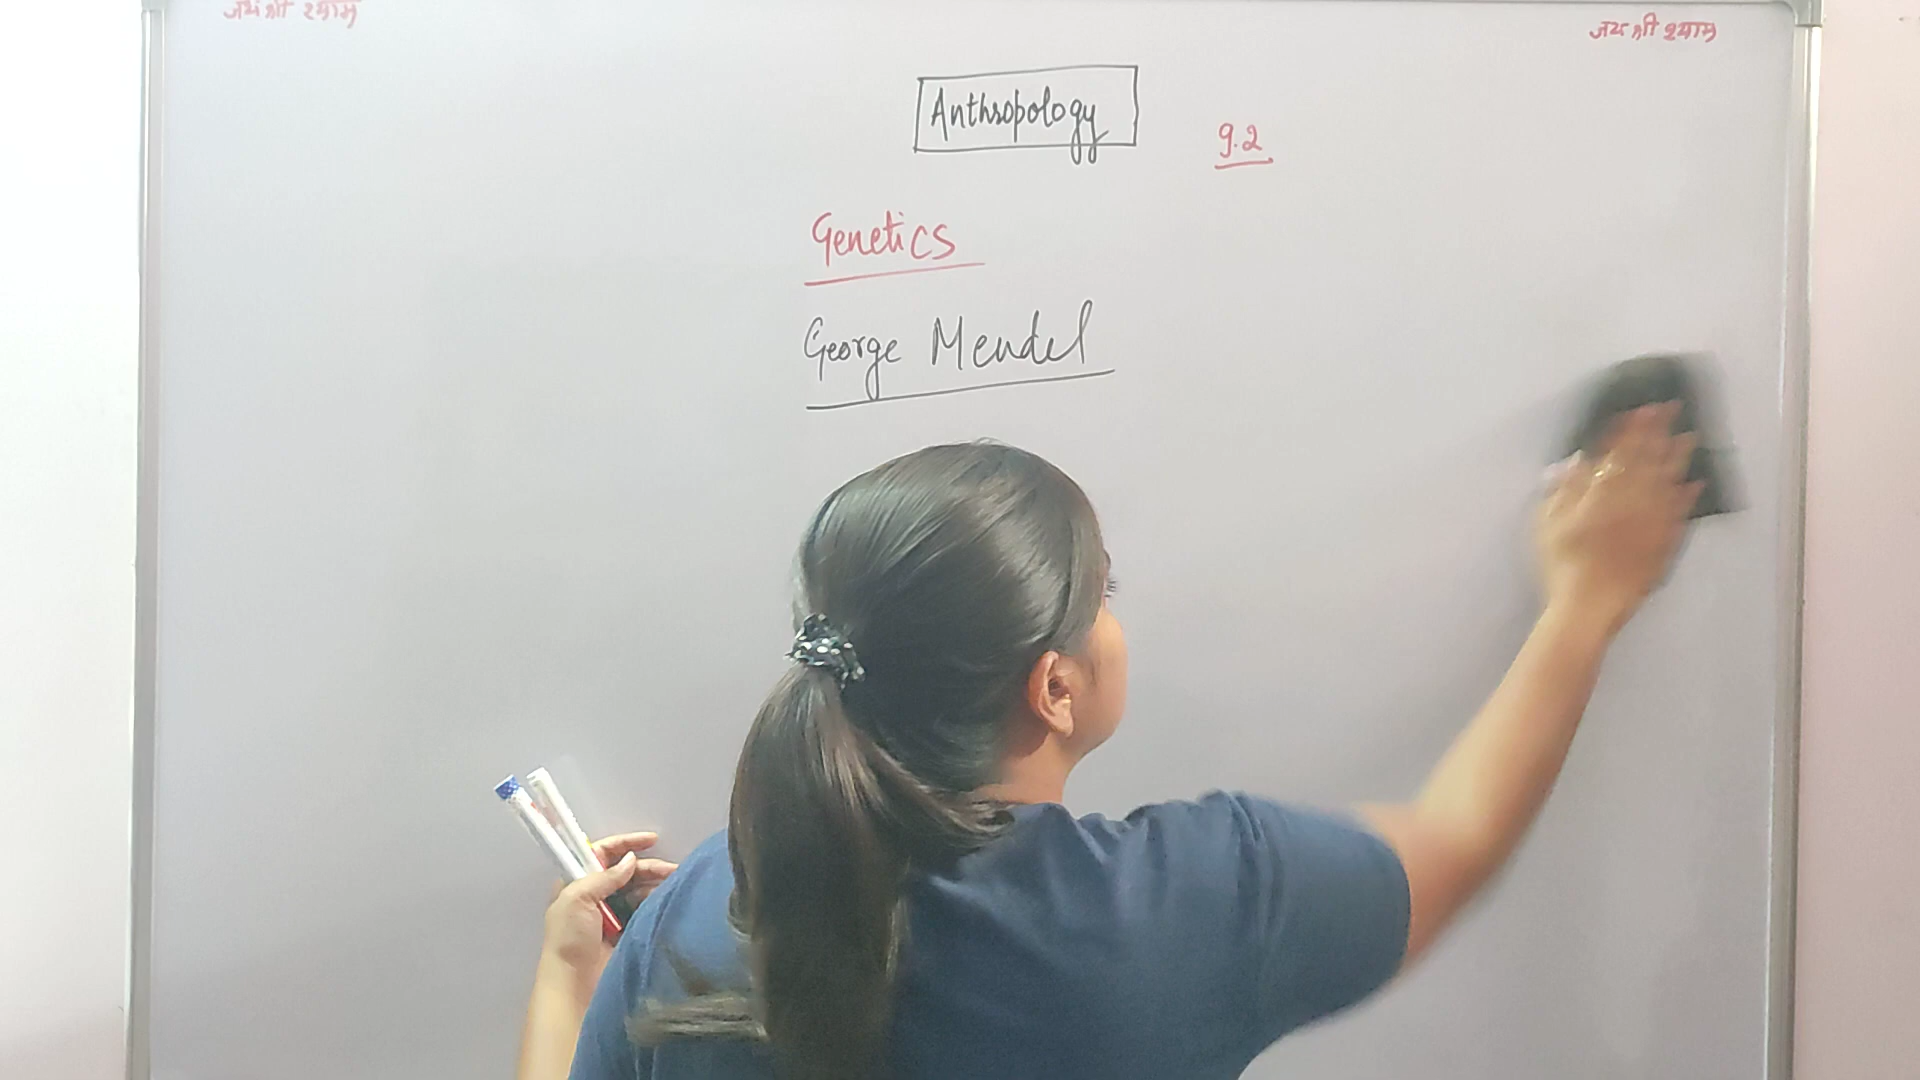 जय श्री श्याम
जय श्री श्याम
Anthropology
9.2
Genetics
George Mendel